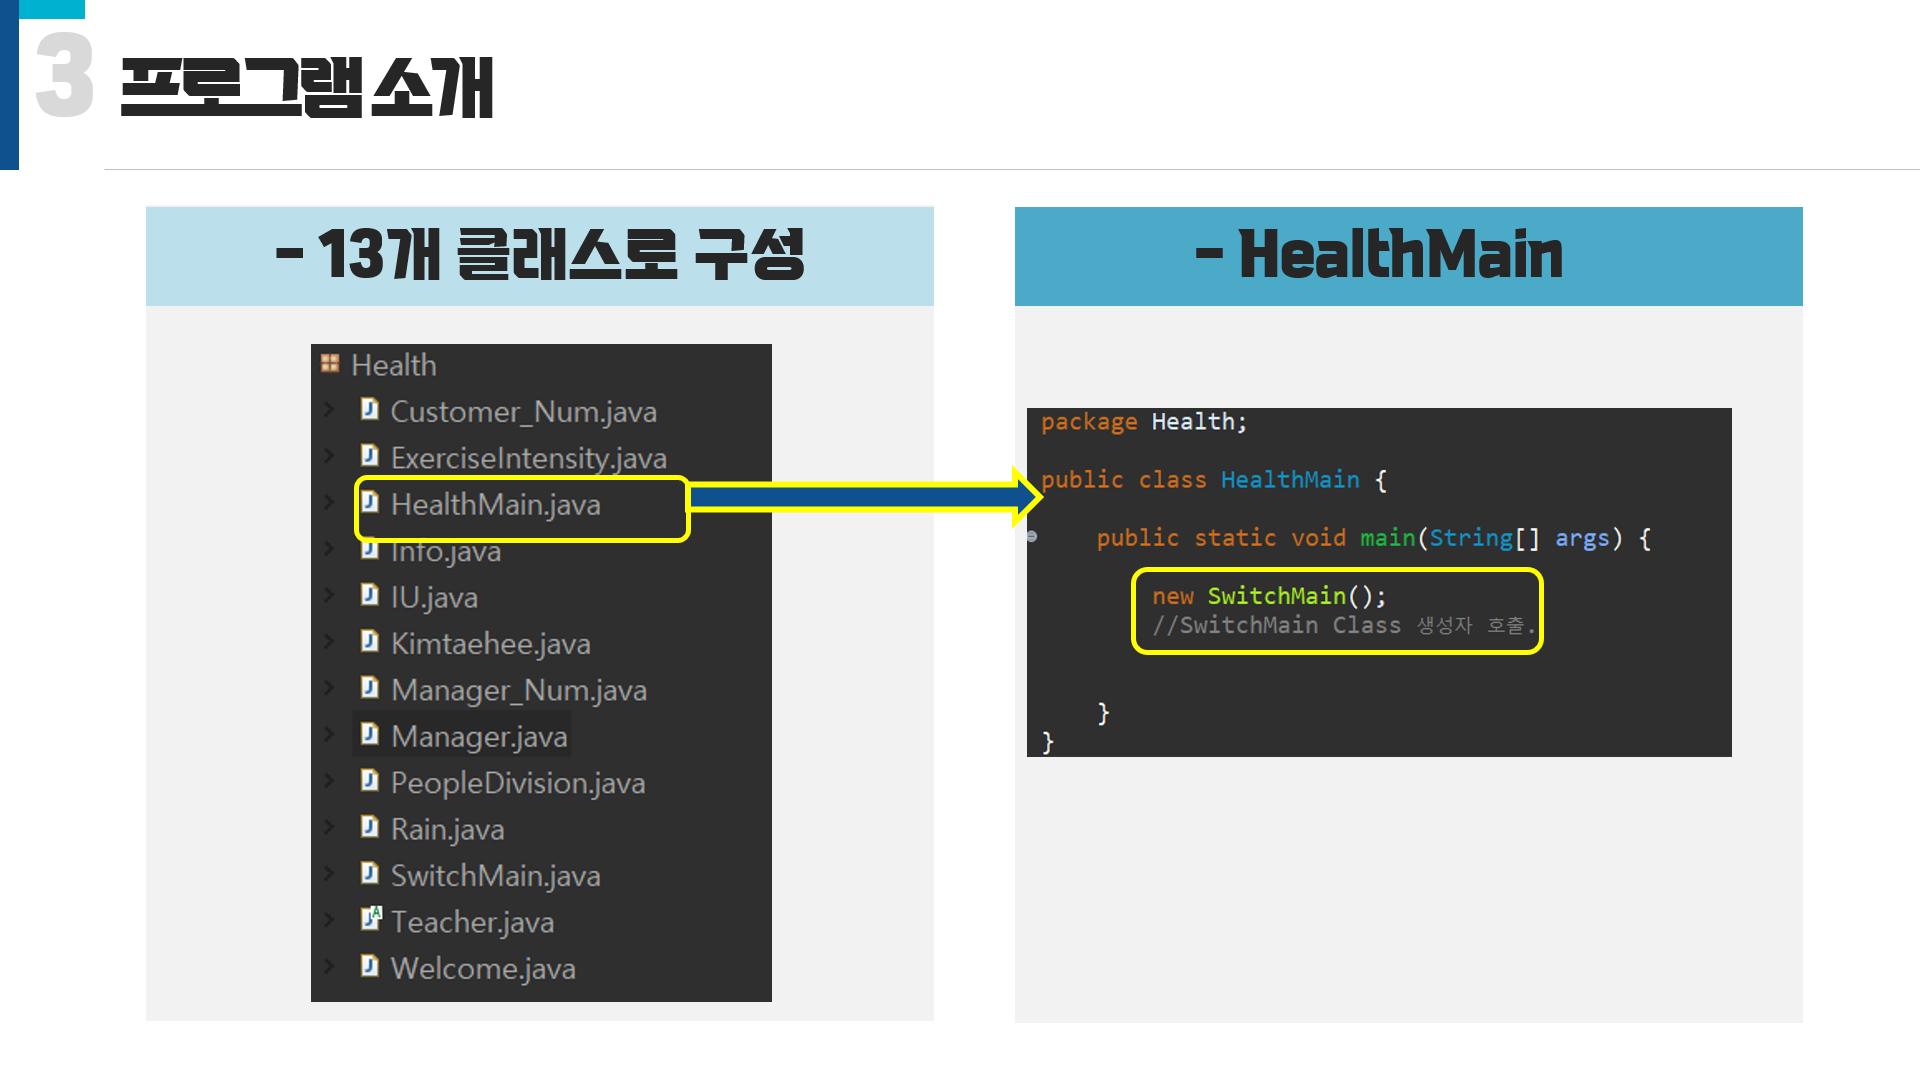 3 프로그램 소개
- 13개 클래스로 구성
Health
Customer_Num.java
ExerciseIntensity.java
HealthMain.java
Info.java
IU.java
Kimtaehee.java
Manager_Num.java
Manager.java
PeopleDivision.java
Rain.java
SwitchMain.java
Teacher.java
Welcome.java
- HealthMain
package Health;
public class HealthMain {
public static void main(String[] args) {
new SwitchMain();
//SwitchMain Class 생성자 호출.
}
}